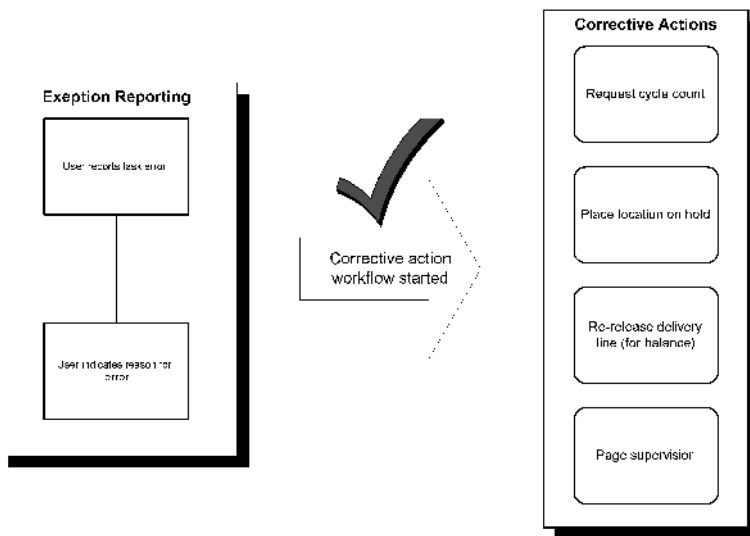 Exeption Reporting
User reports task error
User indicates reason for
error
Corrective action
workflow started
Corrective Actions
Request cycle count
Place location on hold
Re-release delivery
line (for balance)
Page supervisor